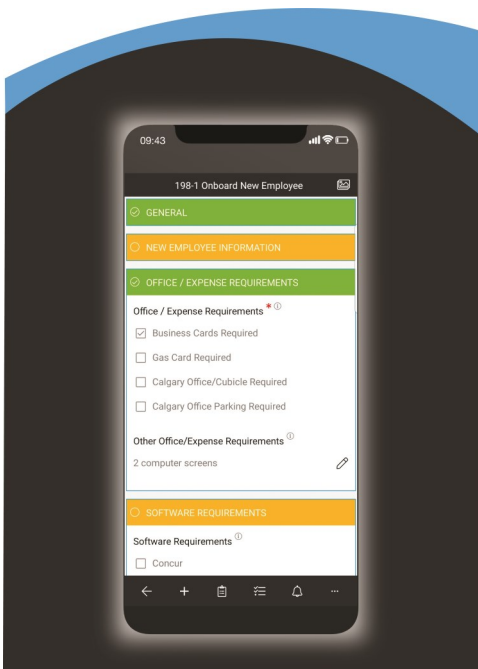 09:43
198-1 Onboard New Employee
GENERAL
NEW EMPLOYEE INFORMATION
OFFICE / EXPENSE REQUIREMENTS
Office / Expense Requirements *
Business Cards Required
Gas Card Required
Calgary Office/Cubicle Required
Calgary Office Parking Required
Other Office/Expense Requirements
2 computer screens
SOFTWARE REQUIREMENTS
Software Requirements
Concur